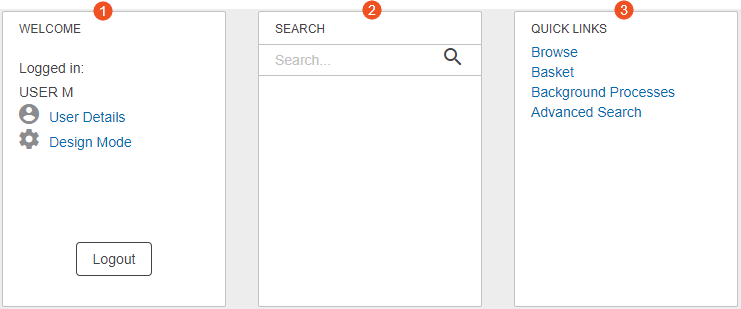 1
WELCOME
Logged in:
USER M
User Details
Design Mode
Logout
2
SEARCH
Search...
3
QUICK LINKS
Browse
Basket
Background Processes
Advanced Search